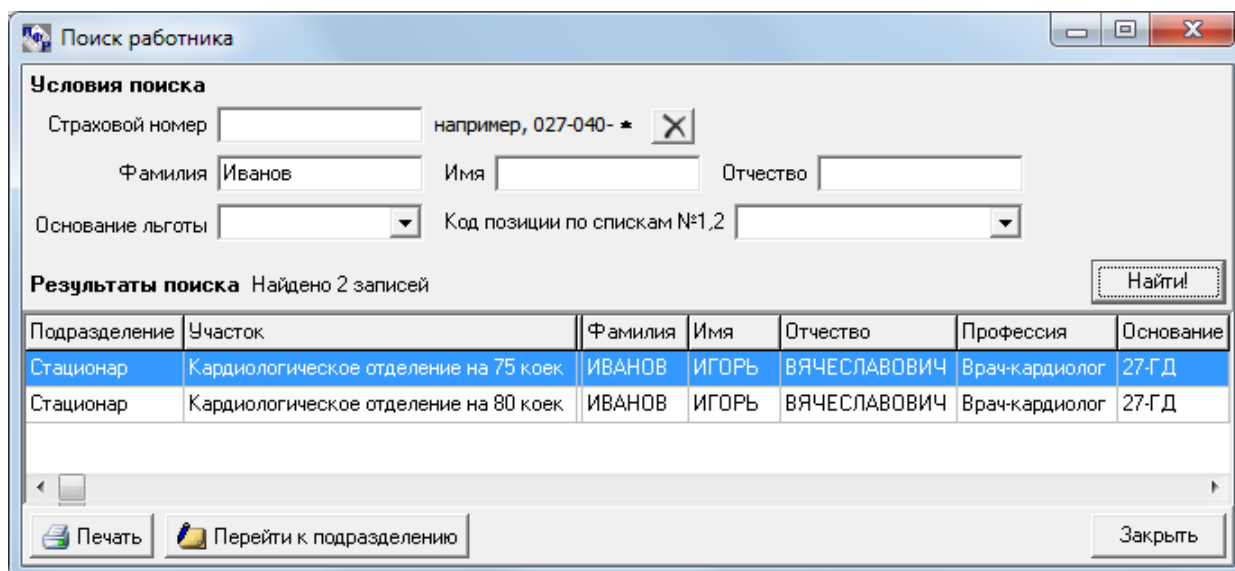 Поиск работника
Условия поиска
Страховой номер например, 027-040- *
Фамилия Иванов Имя Отчество
Основание льготы Код позиции по спискам №1,2
Результаты поиска Найдено 2 записей Найти!
Подразделение Участок Фамилия Имя Отчество Профессия Основание
Стационар Кардиологическое отделение на 75 коек ИВАНОВ ИГОРЬ ВЯЧЕСЛАВОВИЧ Врач-кардиолог 27-ГД
Стационар Кардиологическое отделение на 80 коек ИВАНОВ ИГОРЬ ВЯЧЕСЛАВОВИЧ Врач-кардиолог 27-ГД
Печать Перейти к подразделению Закрыть